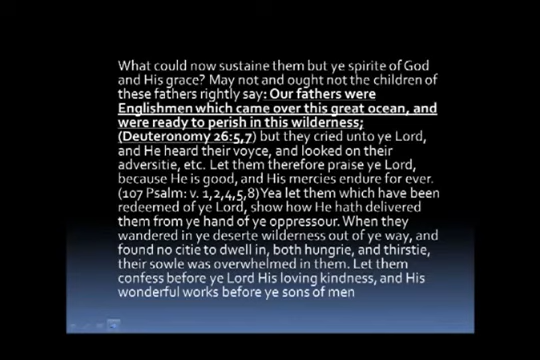 What could now sustaine them but ye spirite of God
and His grace? May not and ought not the children of
these fathers rightly say: Our fathers were
Englishmen which came over this great ocean, and
were ready to perish in this wilderness;
(Deuteronomy 26:5,7) but they cried unto ye Lord,
and He heard their voyce, and looked on their
adversitie, etc. Let them therefore praise ye Lord,
because He is good, and His mercies endure for ever.
(107 Psalm: v. 1,2,4,5,8) Yea let them which have been
redeemed of ye Lord, show how He hath delivered
them from ye hand of ye oppressour. When they
wandered in ye deserte wilderness out of ye way, and
found no citie to dwell in, both hungrie, and thirstie,
their sowle was overwhelmed in them. Let them
confess before ye Lord His loving kindness, and His
wonderful works before ye sons of men